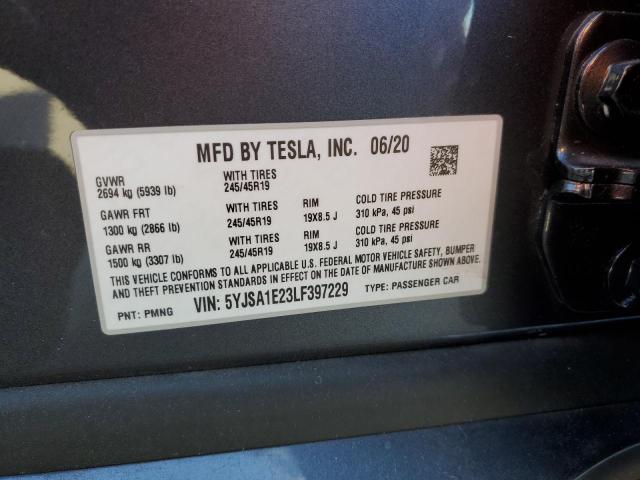 MFD BY TESLA, INC. 06/20
GVWR
2694 kg (5939 lb)
WITH TIRES
245/45R19
GAWR FRT
1300 kg (2866 lb)
WITH TIRES
245/45R19
RIM
19X8.5 J
COLD TIRE PRESSURE
310 kPa, 45 psi
GAWR RR
1500 kg (3307 lb)
WITH TIRES
245/45R19
RIM
19X8.5 J
COLD TIRE PRESSURE
310 kPa, 45 psi
THIS VEHICLE CONFORMS TO ALL APPLICABLE U.S. FEDERAL MOTOR VEHICLE SAFETY, BUMPER
AND THEFT PREVENTION STANDARDS IN EFFECT ON THE DATE OF MANUFACTURE SHOWN ABOVE.
PNT: PMNG VIN: 5YJSA1E23LF397229 TYPE: PASSENGER CAR